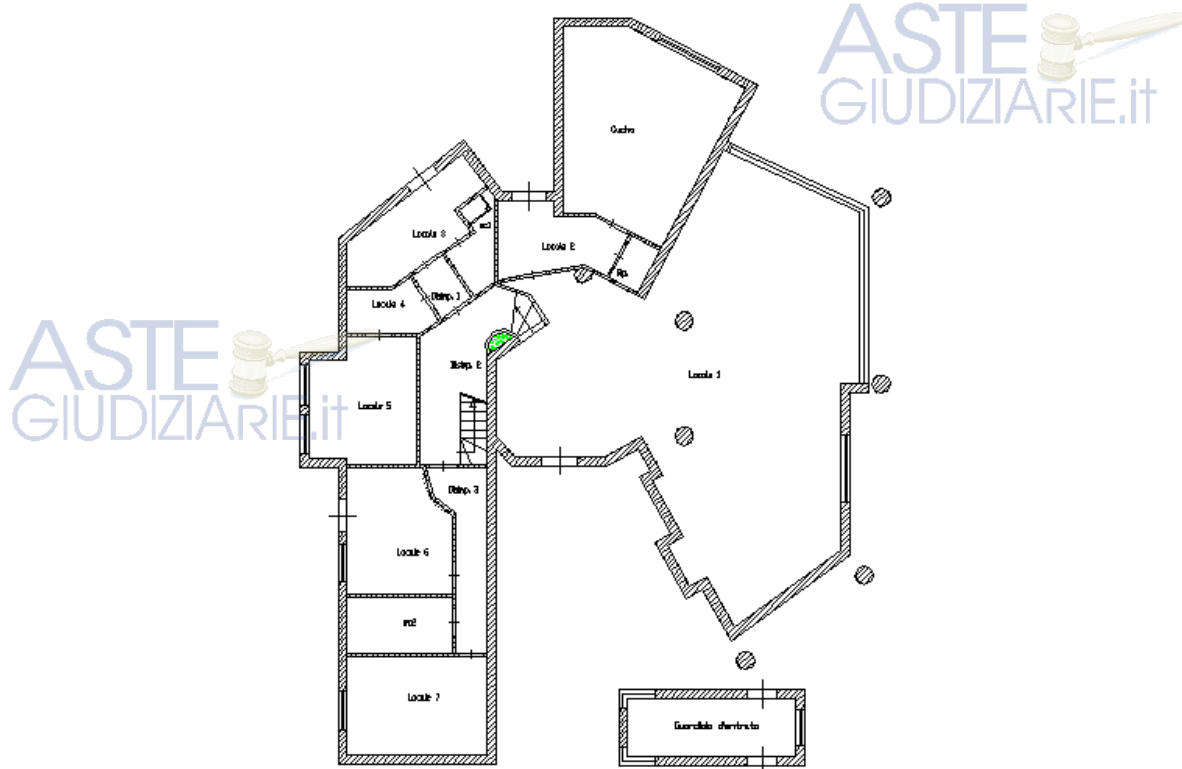 ASTE
GIUDIZIARIE.it
Cucina
Locale 3
wc1
Locale 2
Rip.
Disimp. 1
Locale 4
ASTE
GIUDIZIARIE.it
Disimp. 2
Locale 1
Locale 5
Disimp. 3
Locale 6
wc2
Locale 7
Guardiola d'entrata